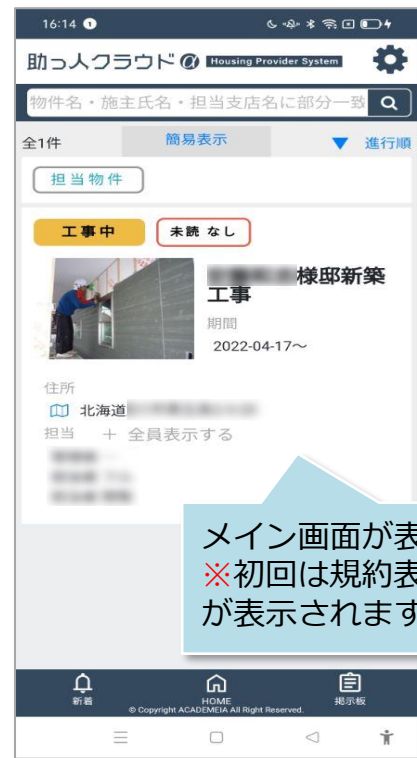 16:14
助っ人クラウド α Housing Provider System
物件名・施主氏名・担当支店名に部分一致
全1件 簡易表示 ▼ 進行順
担当物件
工事中 未読 なし
様邸新築
工事
期間
2022-04-17〜
住所
北海道
担当 + 全員表示する
メイン画面が表
※初回は規約表
が表示されます
新着 HOME 掲示板
© Copyright ACADEMEIA All Right Reserved.